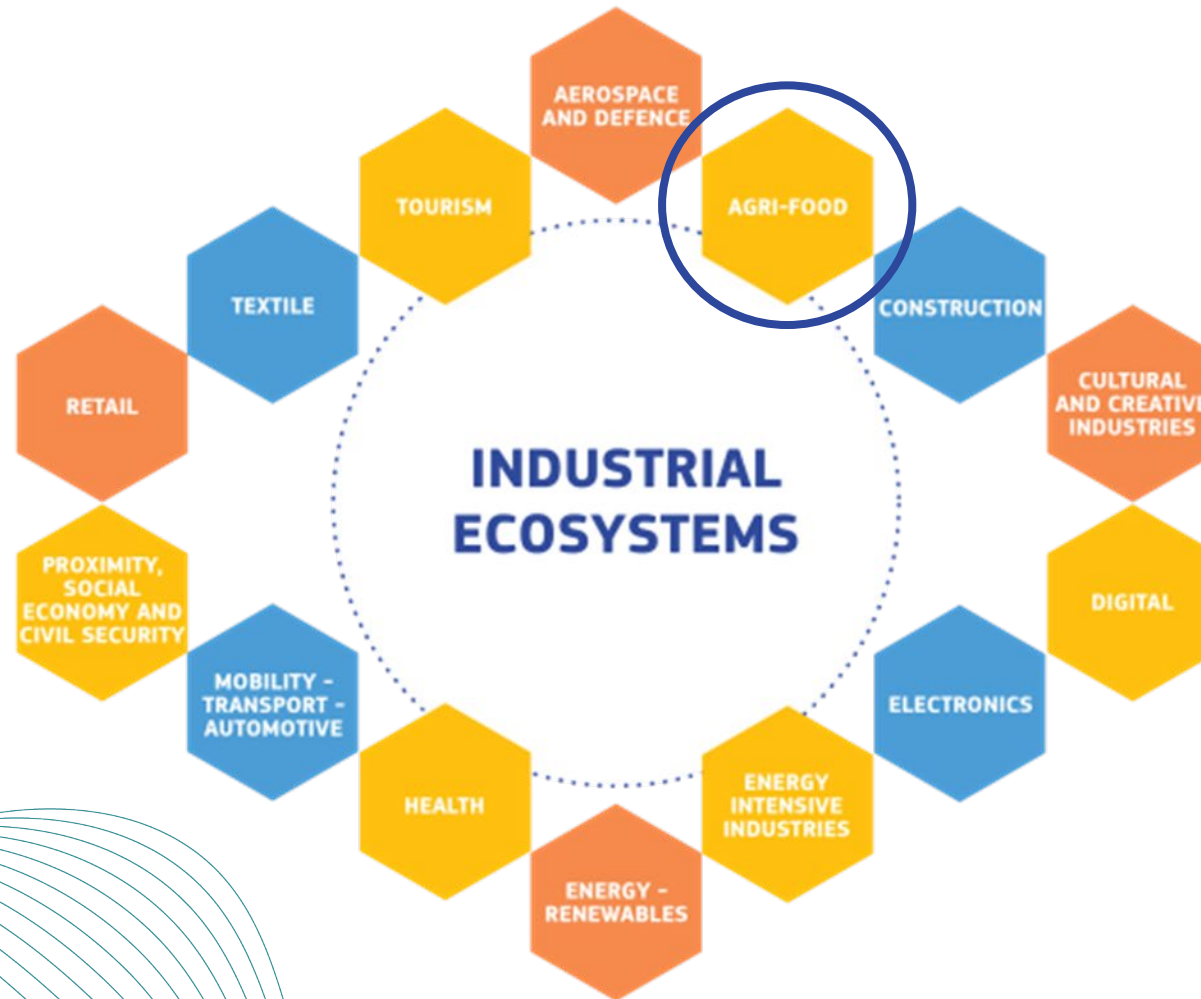 AEROSPACE
AND DEFENCE
TOURISM
AGRI-FOOD
TEXTILE
CONSTRUCTION
RETAIL
CULTURAL
AND CREATIVE
INDUSTRIES
INDUSTRIAL
ECOSYSTEMS
PROXIMITY,
SOCIAL
ECONOMY AND
CIVIL SECURITY
DIGITAL
MOBILITY –
TRANSPORT –
AUTOMOTIVE
ELECTRONICS
HEALTH
ENERGY
INTENSIVE
INDUSTRIES
ENERGY –
RENEWABLES